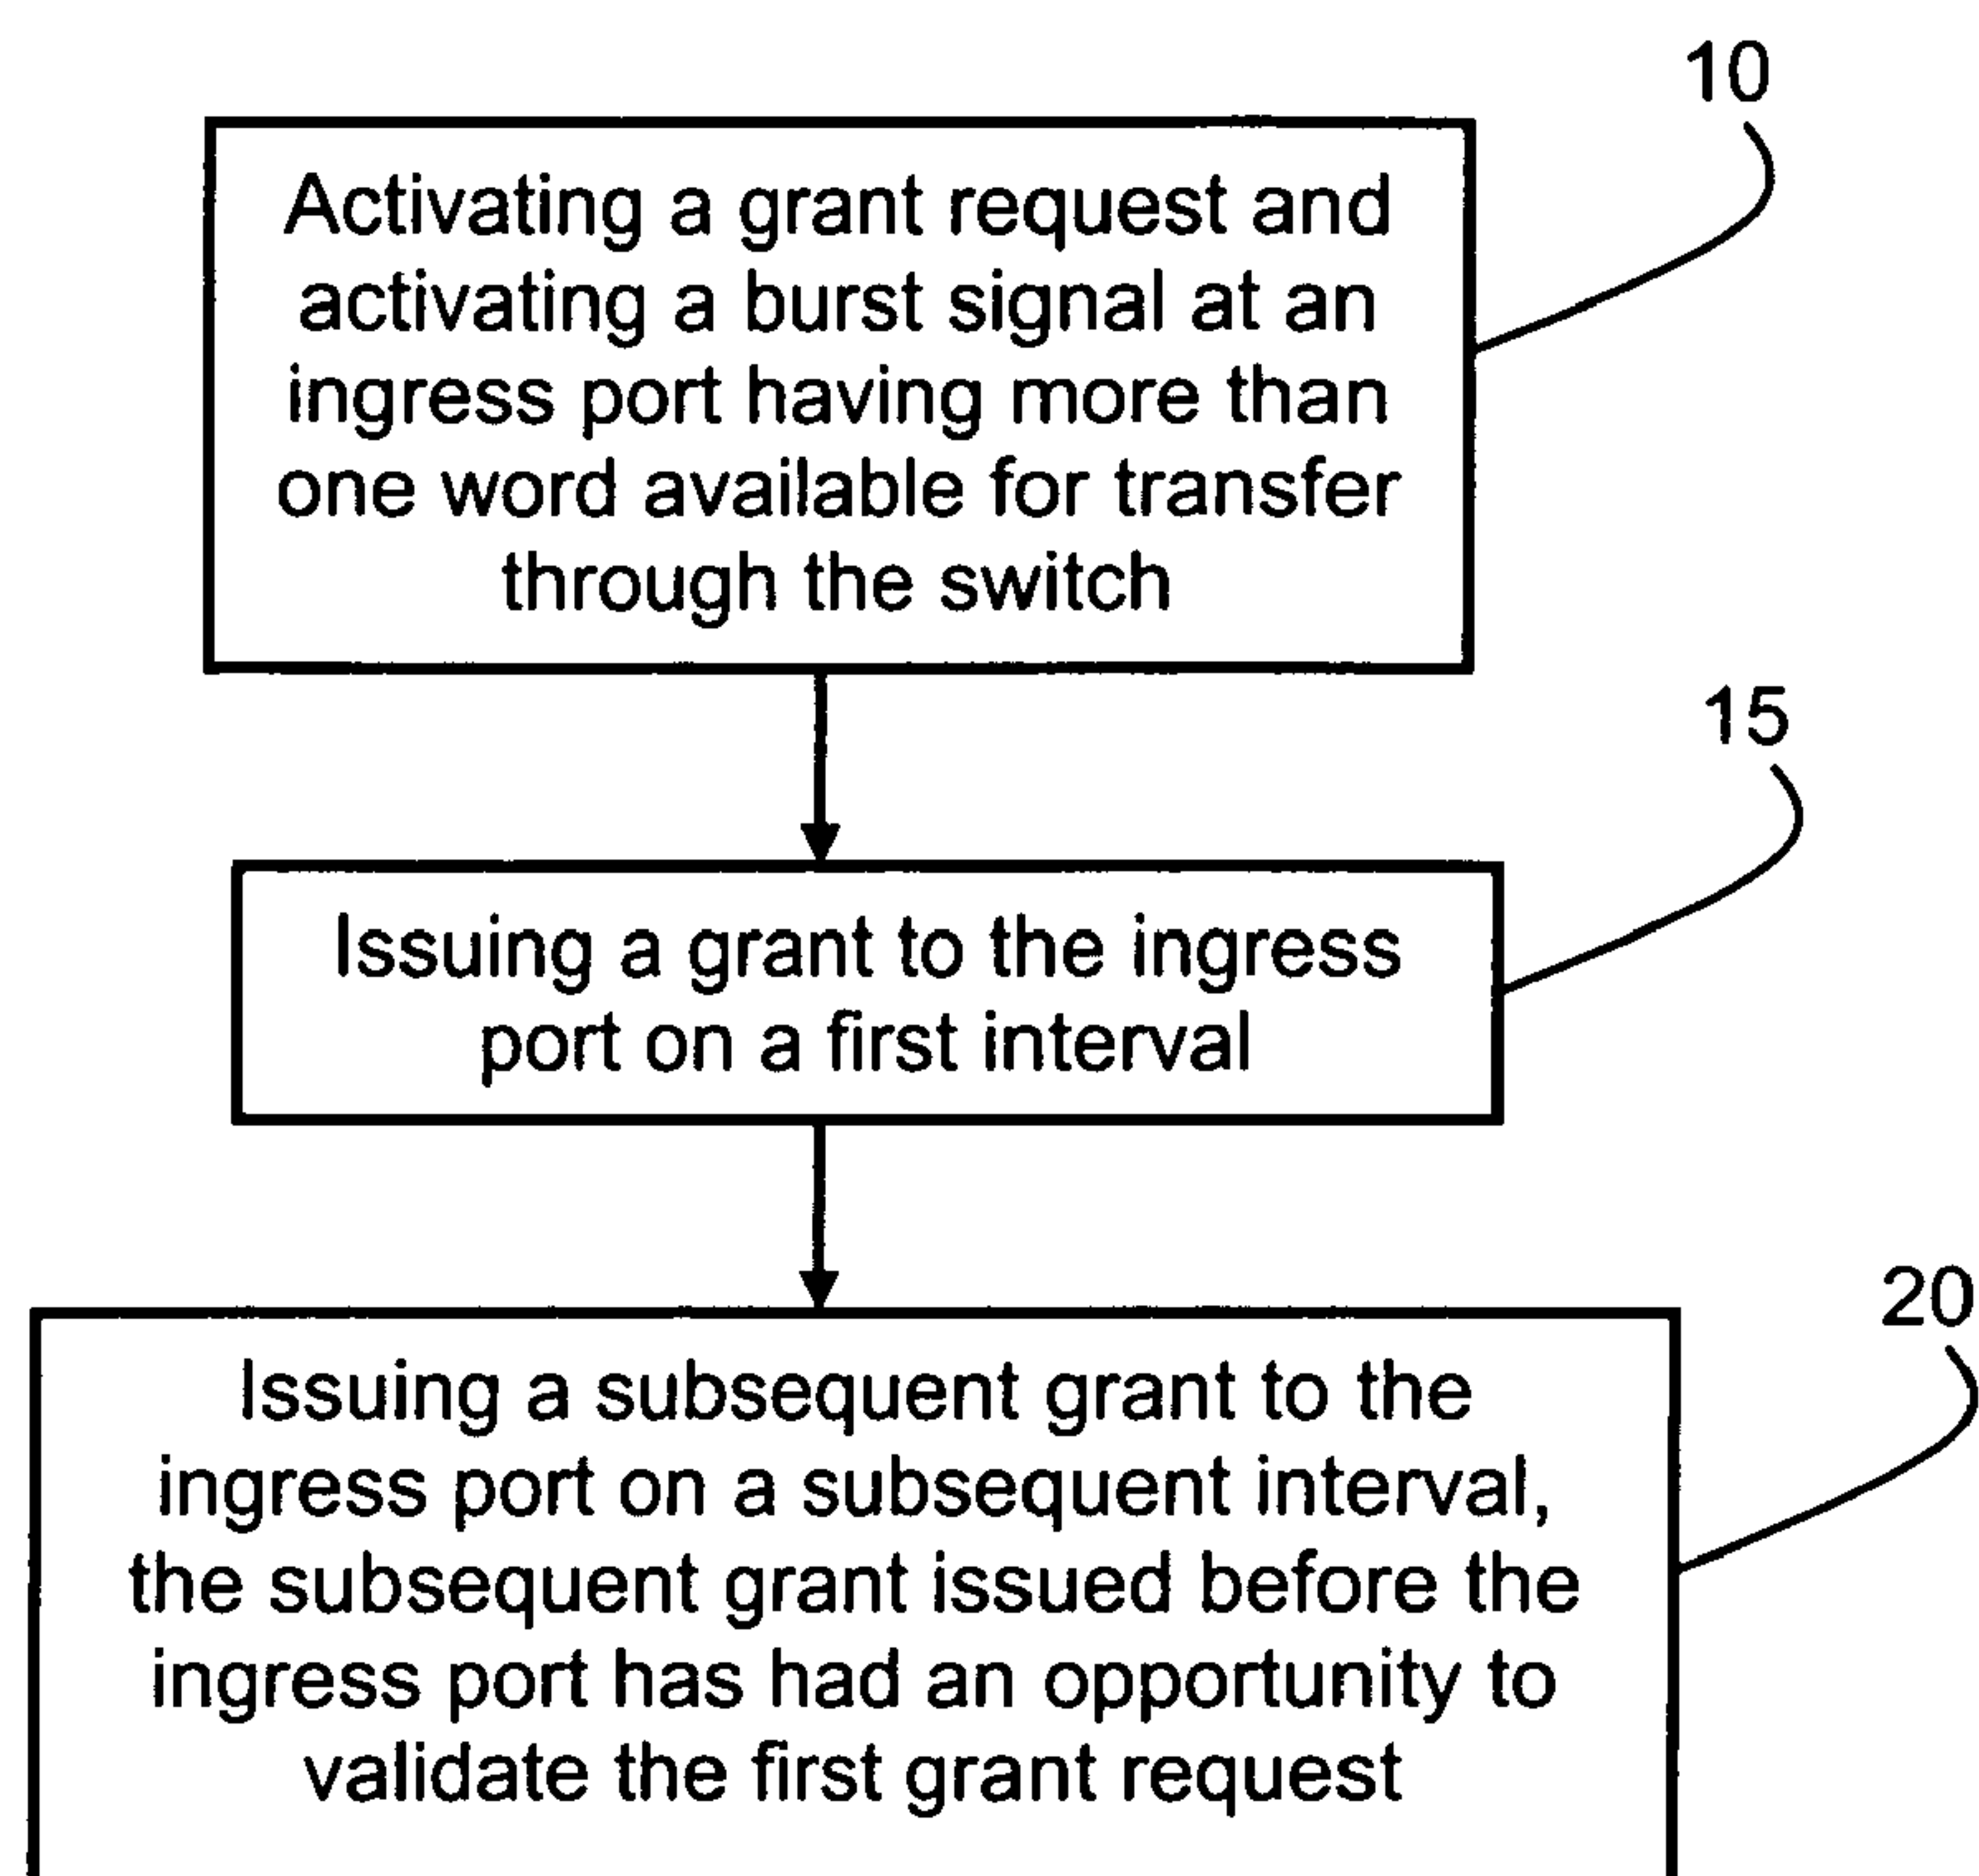 10
Activating a grant request and
activating a burst signal at an
ingress port having more than
one word available for transfer
through the switch
15
Issuing a grant to the ingress
port on a first interval
20
Issuing a subsequent grant to the
ingress port on a subsequent interval,
the subsequent grant issued before the
ingress port has had an opportunity to
validate the first grant request